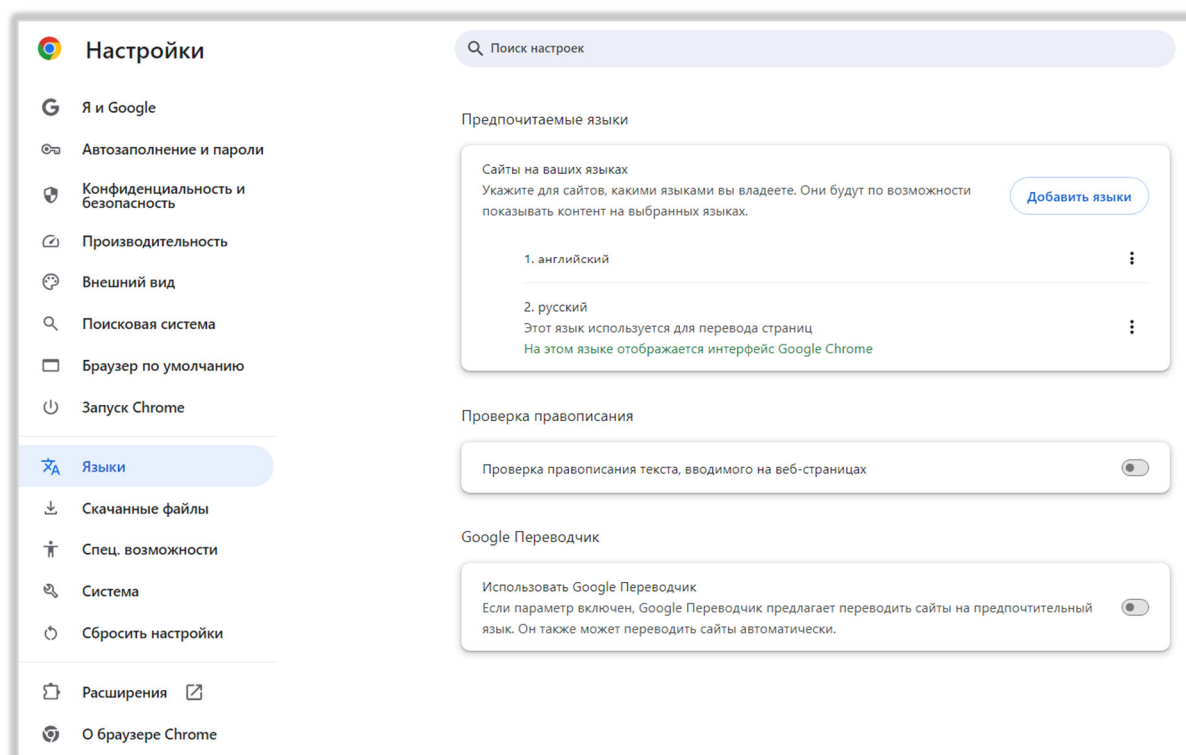 Настройки
Поиск настроек
Я и Google
Автозаполнение и пароли
Конфиденциальность и
безопасность
Производительность
Внешний вид
Поисковая система
Браузер по умолчанию
Запуск Chrome
Языки
Скачанные файлы
Спец. возможности
Система
Сбросить настройки
Расширения
О браузере Chrome
Предпочитаемые языки
Сайты на ваших языках
Укажите для сайтов, какими языками вы владеете. Они будут по возможности
показывать контент на выбранных языках.
Добавить языки
1. английский
2. русский
Этот язык используется для перевода страниц
На этом языке отображается интерфейс Google Chrome
Проверка правописания
Проверка правописания текста, вводимого на веб-страницах
Google Переводчик
Использовать Google Переводчик
Если параметр включен, Google Переводчик предлагает переводить сайты на предпочтительный
язык. Он также может переводить сайты автоматически.